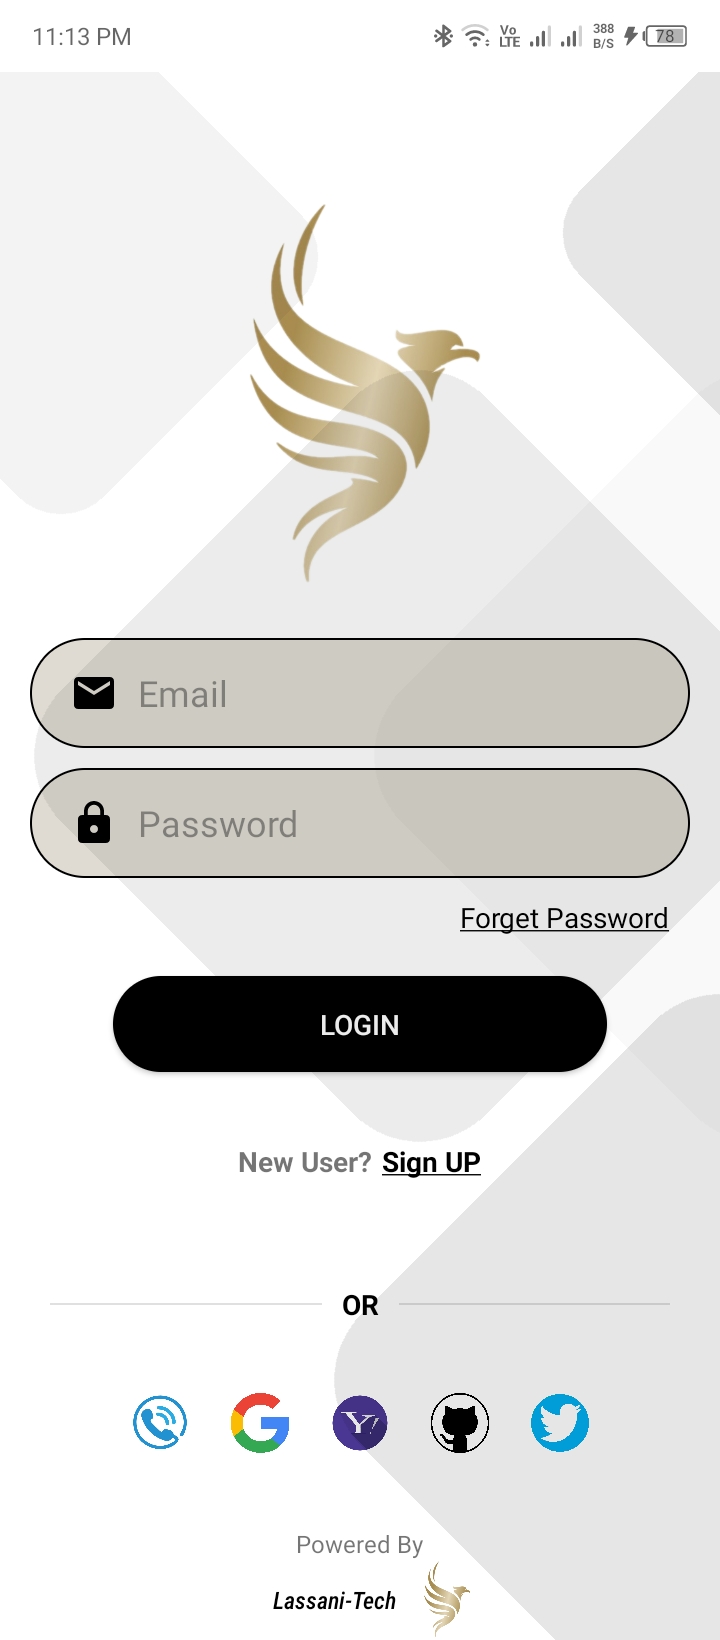 11:13 PM Vo LTE 388 B/S 78
Email
Password
Forget Password
LOGIN
New User? Sign UP
OR
Y!
Powered By
Lassani-Tech